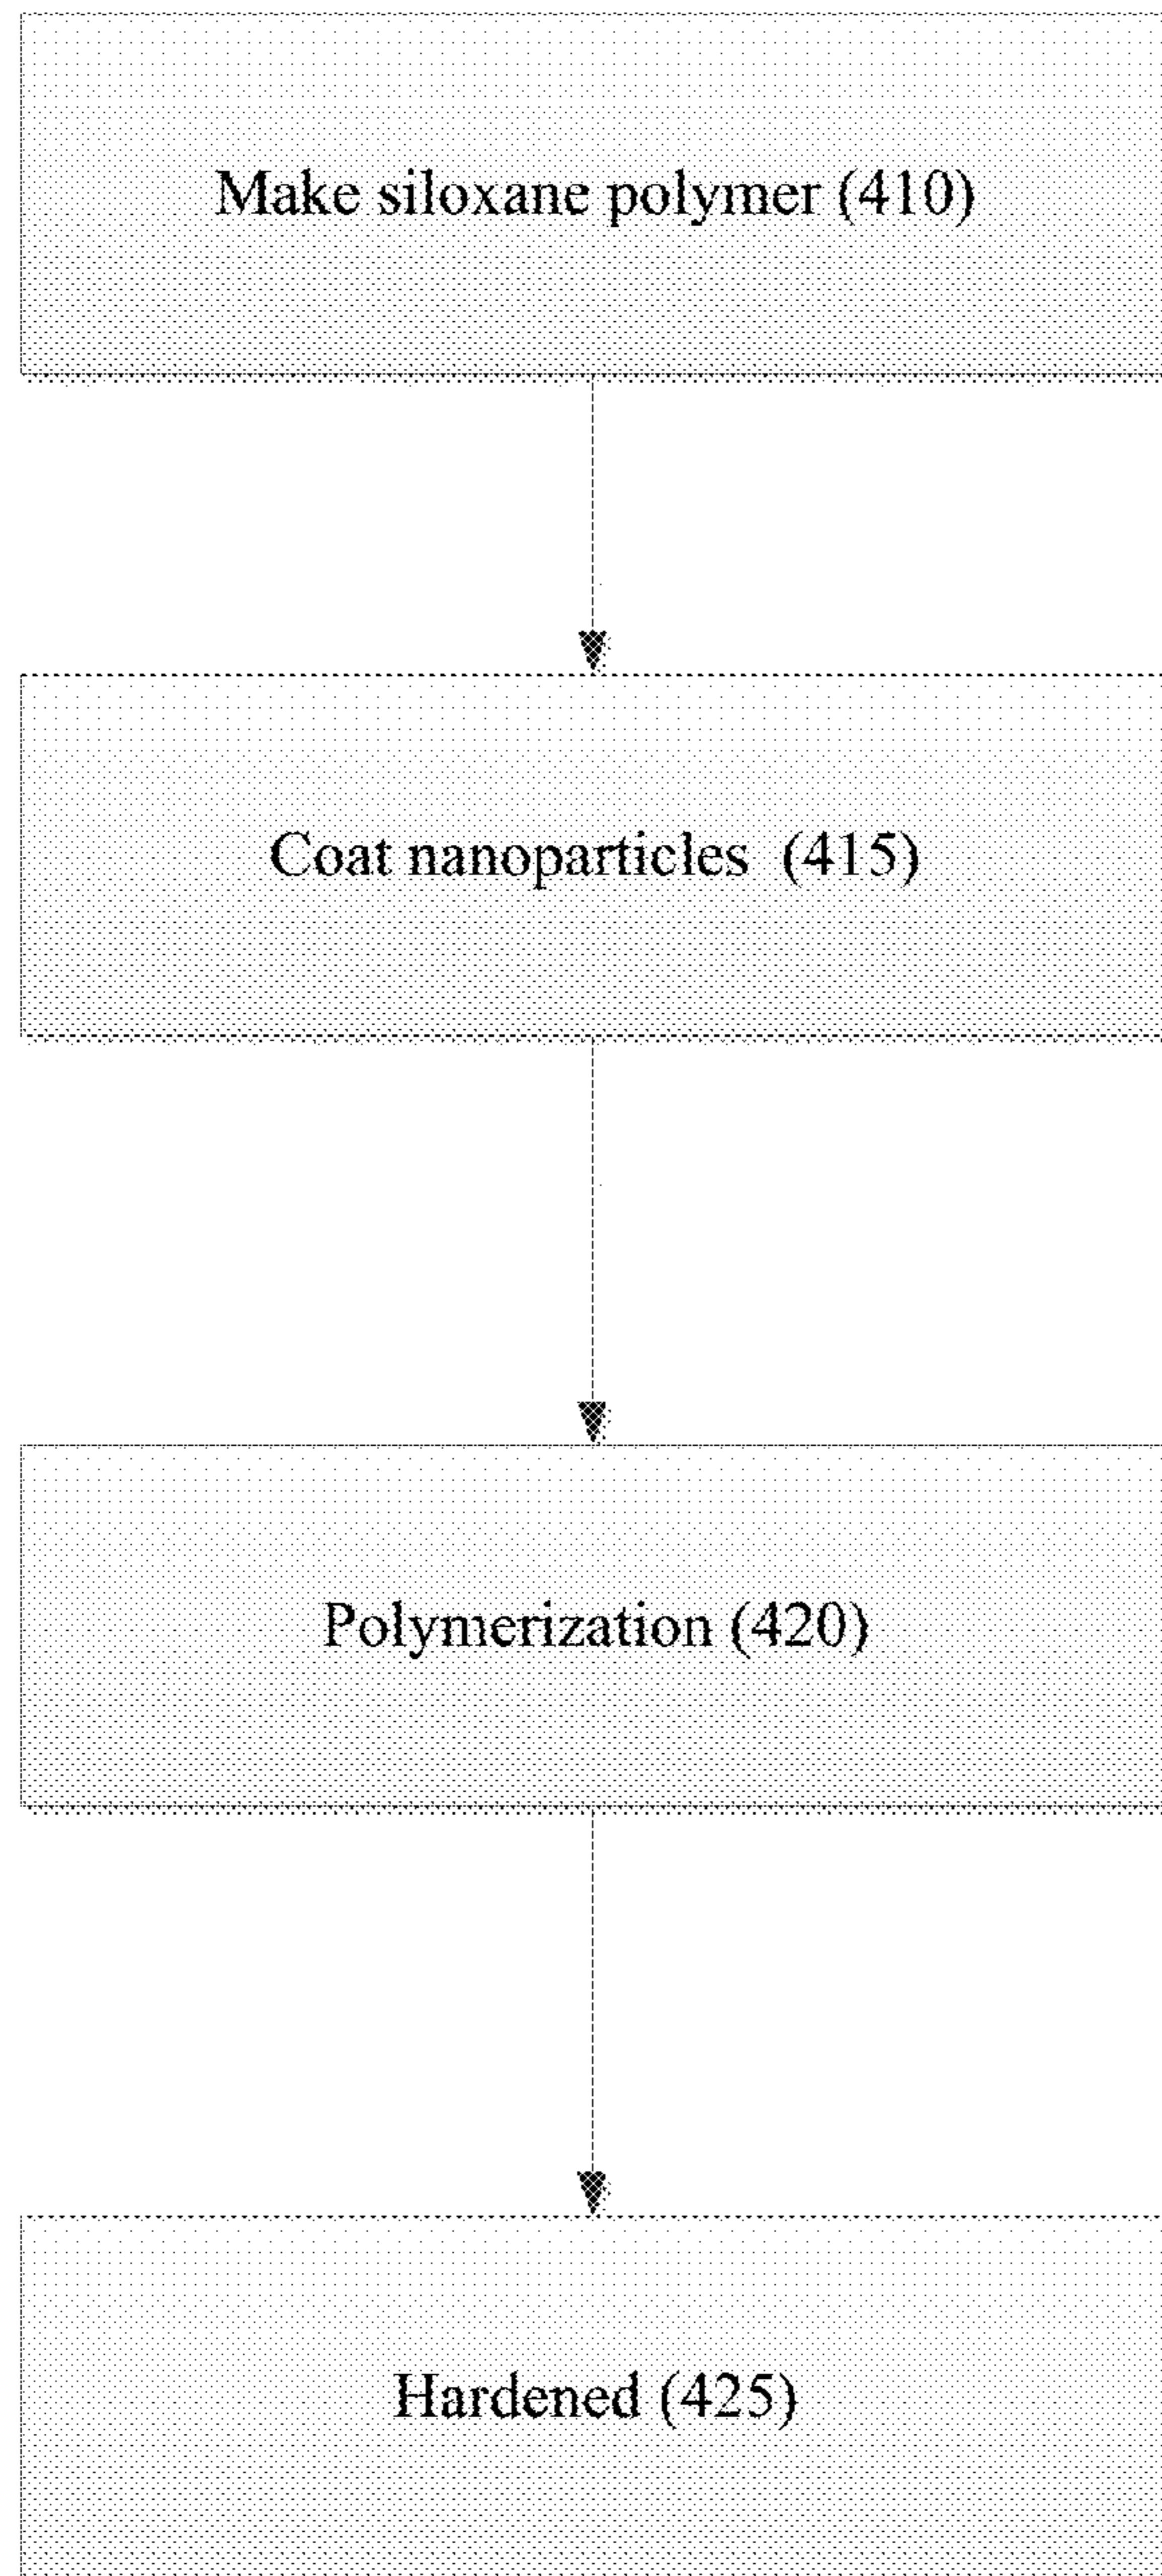 Make siloxane polymer (410)
Coat nanoparticles (415)
Polymerization (420)
Hardened (425)